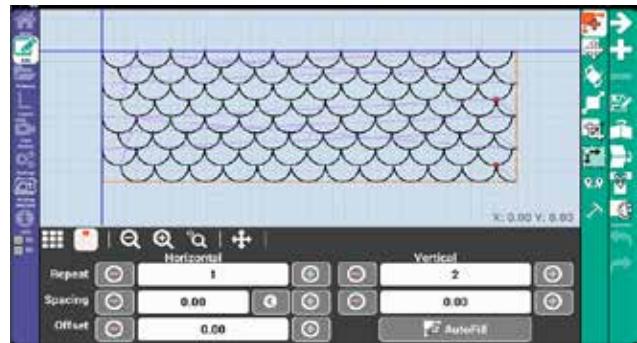 X: 0.00 Y: 0.00
Horizontal Vertical
Repeat 1 2
Spacing 0.00 0.00
Offset 0.00 AutoFill